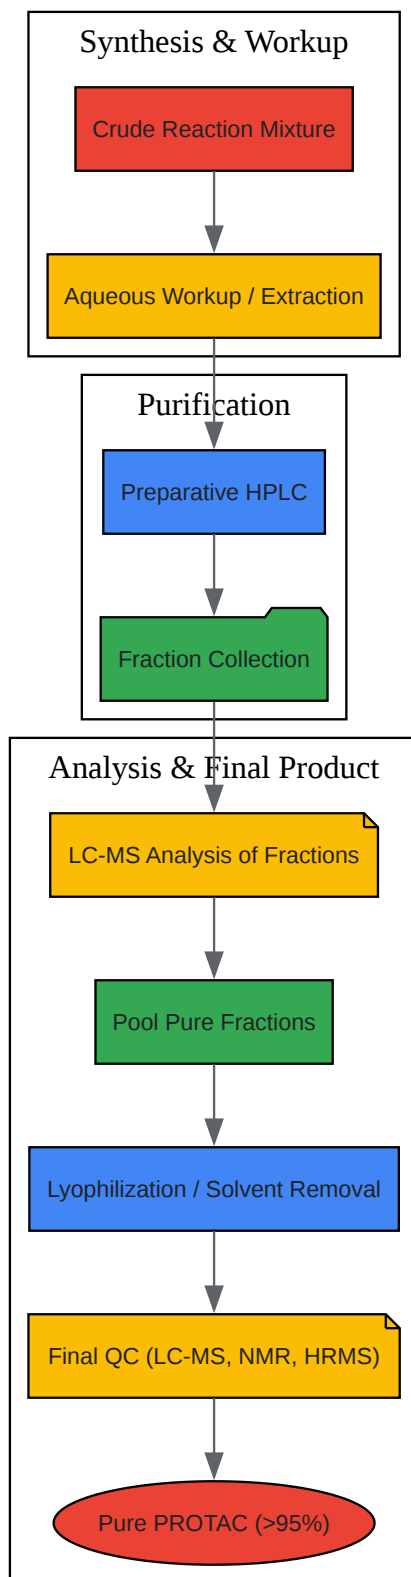 Synthesis & Workup
Crude Reaction Mixture
Aqueous Workup / Extraction
Purification
Preparative HPLC
Fraction Collection
Analysis & Final Product
LC-MS Analysis of Fractions
Pool Pure Fractions
Lyophilization / Solvent Removal
Final QC (LC-MS, NMR, HRMS)
Pure PROTAC (>95%)